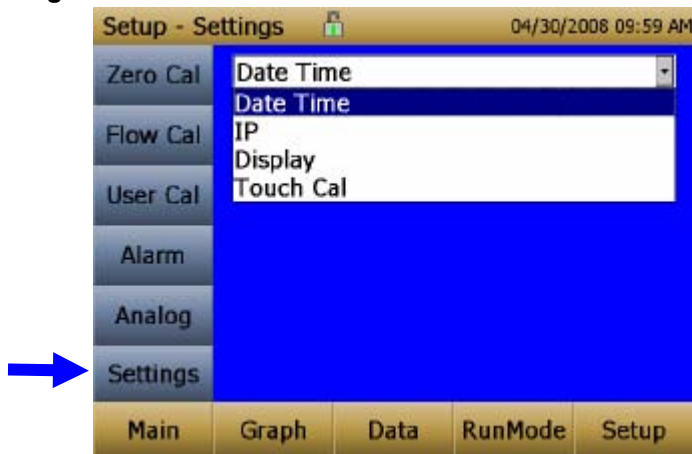 Setup - Settings 04/30/2008 09:59 AM
Zero Cal
Flow Cal
User Cal
Alarm
Analog
Settings
Date Time
Date Time
IP
Display
Touch Cal
Main Graph Data RunMode Setup